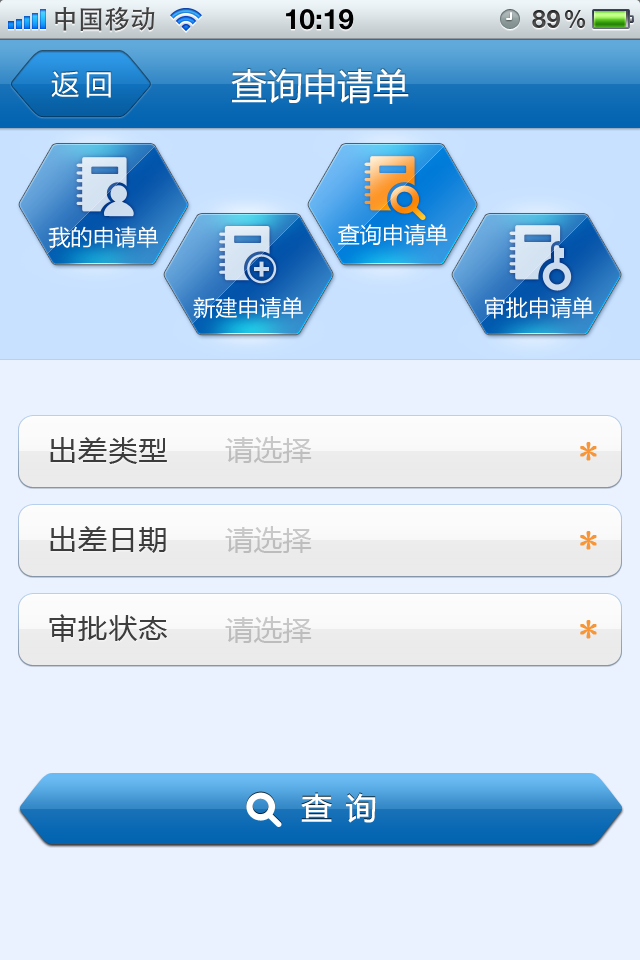 中国移动 10:19 89%
返回 查询申请单
我的申请单 查询申请单
新建申请单 审批申请单
出差类型 请选择 *
出差日期 请选择 *
审批状态 请选择 *
查询